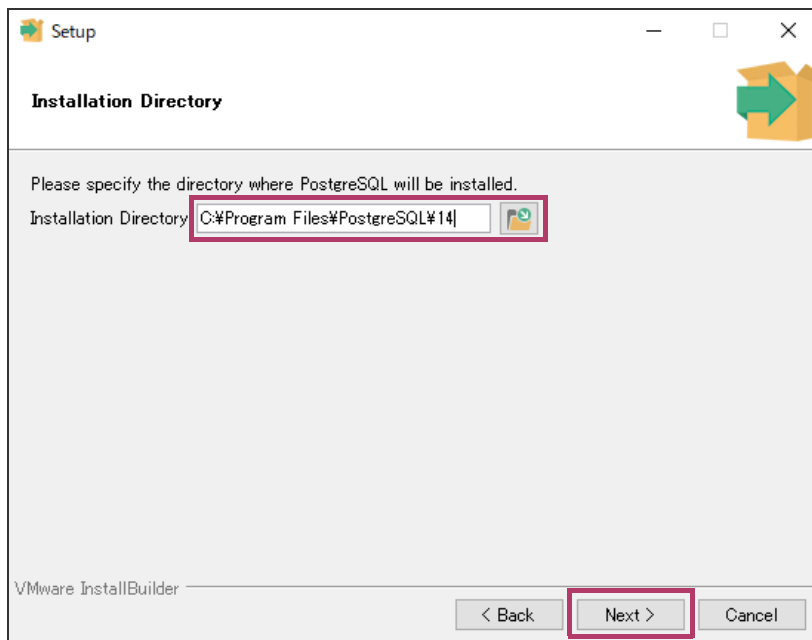 Setup
Installation Directory
Please specify the directory where PostgreSQL will be installed.
Installation Directory C:¥Program Files¥PostgreSQL¥14
VMware InstallBuilder
< Back Next > Cancel